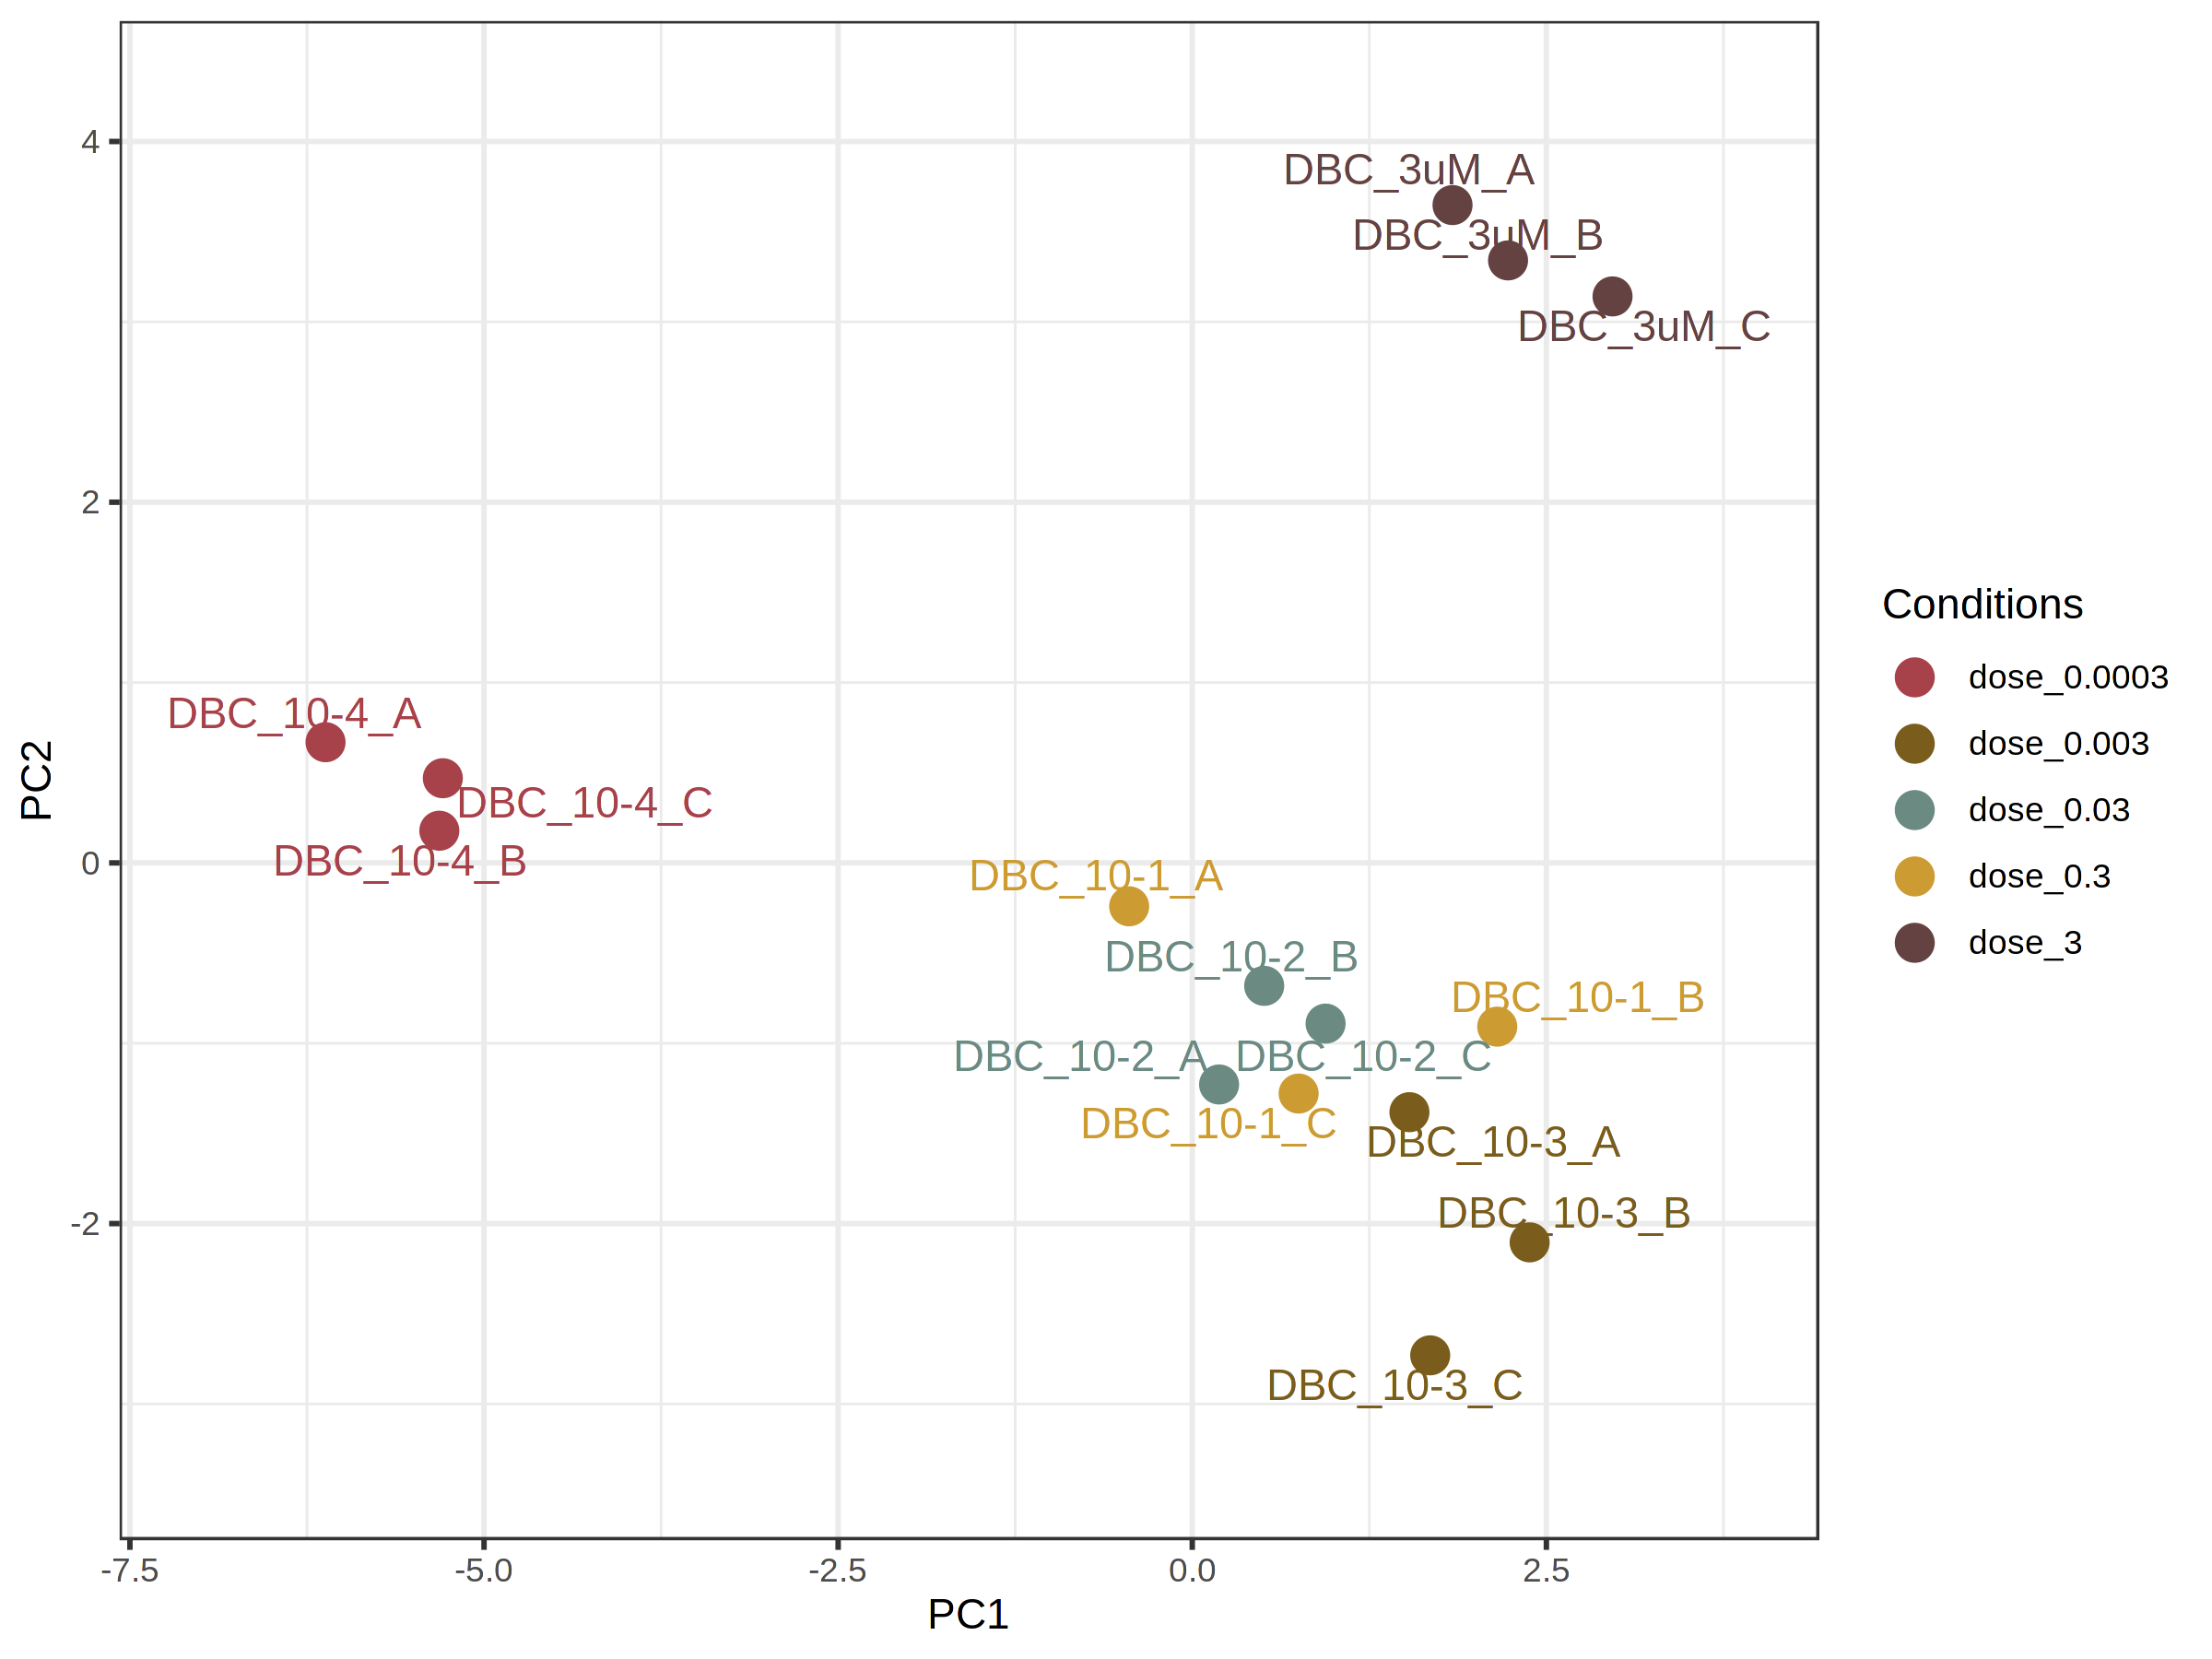 4
DBC_3uM_A
DBC_3uM_B
DBC_3uM_C
2
Conditions
dose_0.0003
dose_0.003
dose_0.03
dose_0.3
dose_3
DBC_10-4_A
DBC_10-4_C
DBC_10-4_B
PC2
0
DBC_10-1_A
DBC_10-2_B
DBC_10-1_B
DBC_10-2_A
DBC_10-2_C
DBC_10-1_C
DBC_10-3_A
DBC_10-3_B
-2
DBC_10-3_C
-7.5 -5.0 -2.5 0.0 2.5
PC1